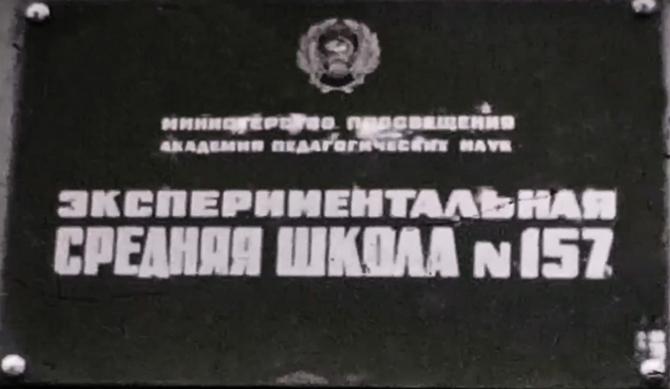 МИНИСТЕРСТВО ПРОСВЕЩЕНИЯ
АКАДЕМИЯ ПЕДАГОГИЧЕСКИХ НАУК
ЭКСПЕРИМЕНТАЛЬНАЯ
СРЕДНЯЯ ШКОЛА N 157